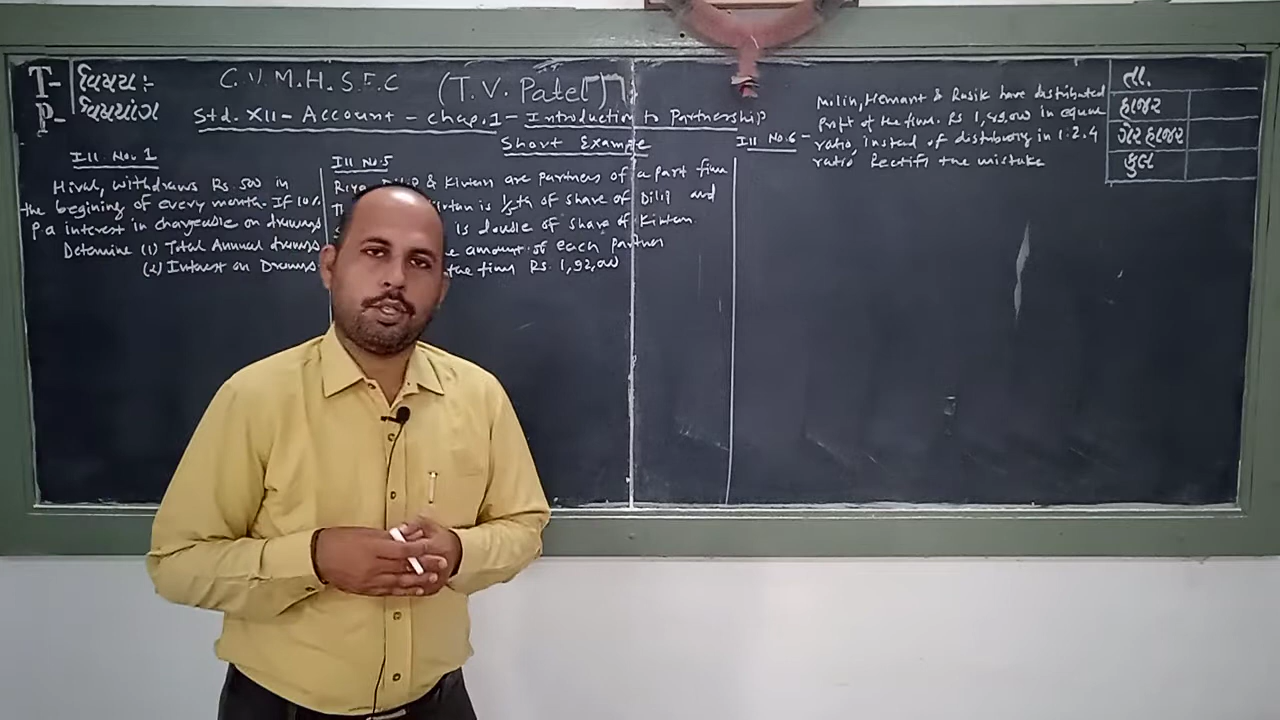 T- વિષય:-
P- વિષયાંગ
C.V.M.H.S.E.C (T.V. Patel)
Std. XII - Account - Chap. 1 - Introduction to Partnership
Short Example
Ill No. 1
Hiral, withdraws Rs. 500 in
the begining of every month. If 10%
p a interest in chargeable on drawings
Determine (1) Total Annual drawings
(2) Interest on Drawings
Ill No. 5
& Kirtan are partners of a part firm
is 1/5th of share of Dilip and
is double of share of Kirtan
amount of each partner
the firm Rs. 1,92,000
Ill No. 6 -
Milin, Hemant & Rasik have distributed
profit of the firm. Rs in equal
ratio, instead of distributing in 1:2:4
ratio Rectify the mistake
તા.
હાજર
ગેર હાજર
કુલ